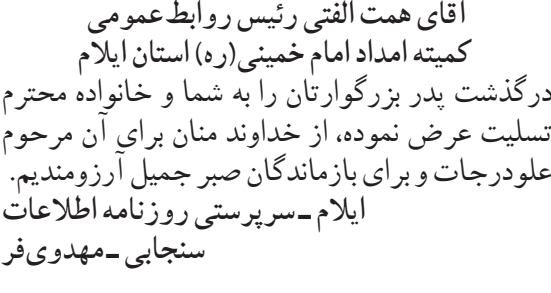 آقای همت الفتی رئیس روابط عمومی
کمیته امداد امام خمینی(ره) استان ایلام
درگذشت پدر بزرگوارتان را به شما و خانواده محترم
تسلیت عرض نموده، از خداوند منان برای آن مرحوم
علودرجات و برای بازماندگان صبر جمیل آرزومندیم.
ایلام ـ سرپرستی روزنامه اطلاعات
سنجابی ـ مهدوی‌فر